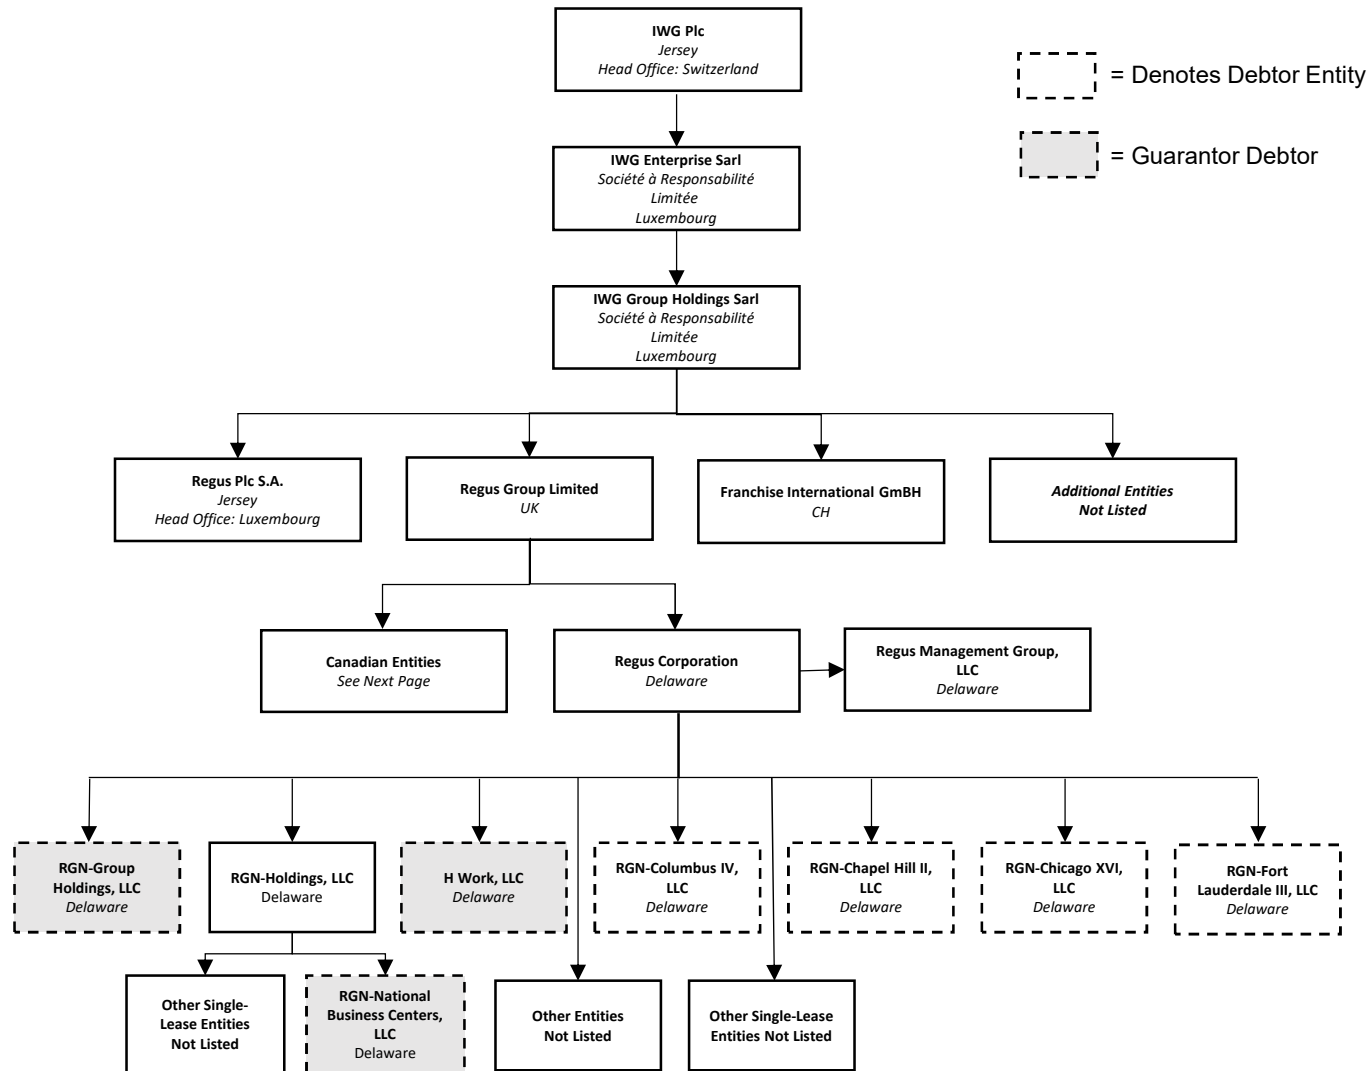 IWG Plc
Jersey
Head Office: Switzerland
= Denotes Debtor Entity
= Guarantor Debtor
IWG Enterprise Sarl
Société à Responsabilité
Limitée
Luxembourg
IWG Group Holdings Sarl
Société à Responsabilité
Limitée
Luxembourg
Regus Plc S.A.
Jersey
Head Office: Luxembourg
Regus Group Limited
UK
Franchise International GmBH
CH
Additional Entities
Not Listed
Canadian Entities
See Next Page
Regus Corporation
Delaware
Regus Management Group,
LLC
Delaware
RGN-Group
Holdings, LLC
Delaware
RGN-Holdings, LLC
Delaware
H Work, LLC
Delaware
RGN-Columbus IV,
LLC
Delaware
RGN-Chapel Hill II,
LLC
Delaware
RGN-Chicago XVI,
LLC
Delaware
RGN-Fort
Lauderdale III, LLC
Delaware
Other Single-
Lease Entities
Not Listed
RGN-National
Business Centers,
LLC
Delaware
Other Entities
Not Listed
Other Single-Lease
Entities Not Listed